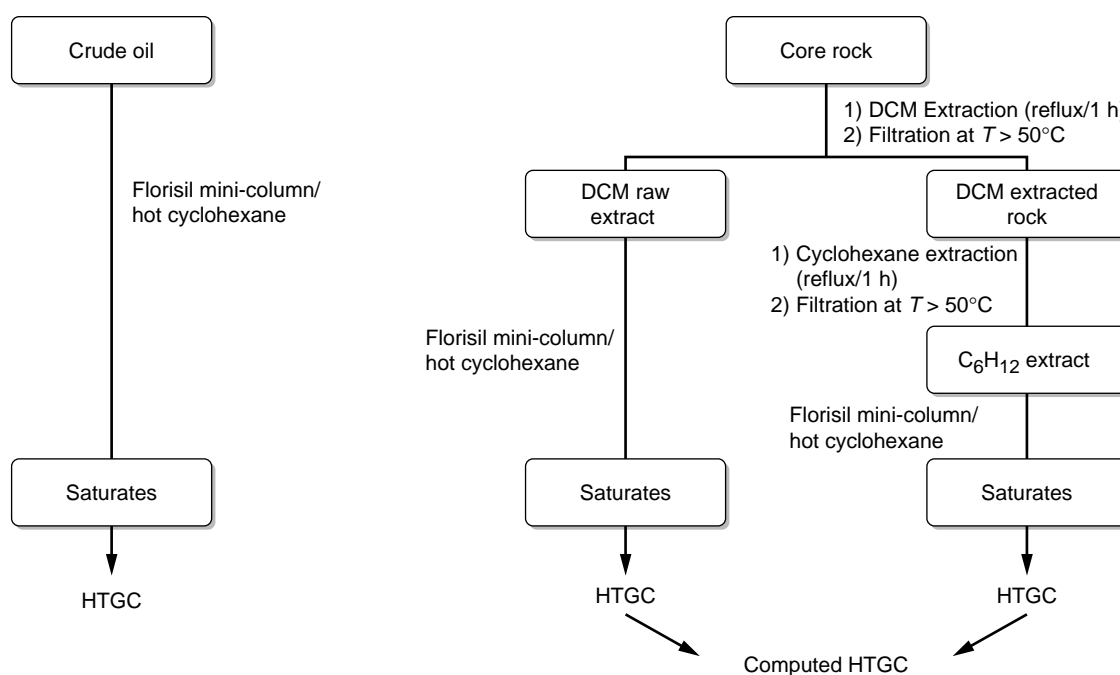 Crude oil
Florisil mini-column/
hot cyclohexane
Saturates
HTGC
Core rock
1) DCM Extraction (reflux/1 h
2) Filtration at T > 50°C
DCM raw
extract
Florisil mini-column/
hot cyclohexane
Saturates
HTGC
DCM extracted
rock
1) Cyclohexane extraction
(reflux/1 h)
2) Filtration at T > 50°C
C₆H₁₂ extract
Florisil mini-column/
hot cyclohexane
Saturates
HTGC
Computed HTGC